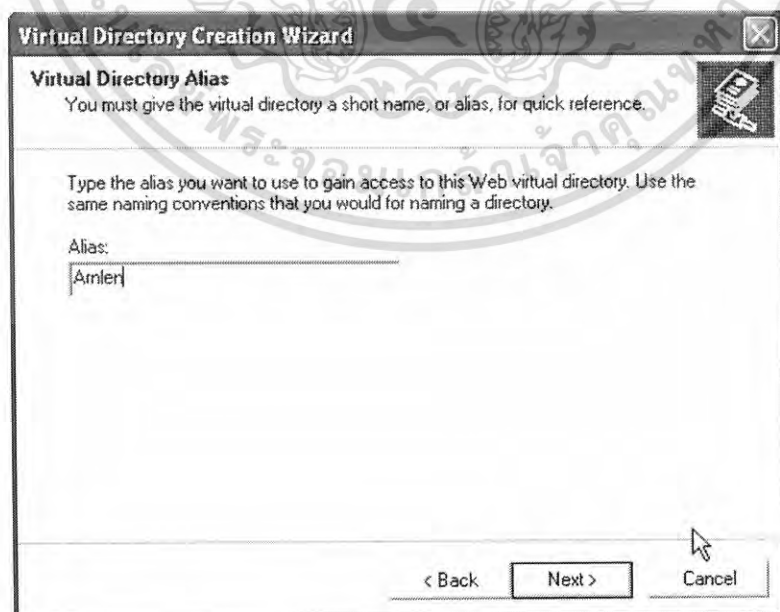 Virtual Directory Creation Wizard
Virtual Directory Alias
You must give the virtual directory a short name, or alias, for quick reference.
Type the alias you want to use to gain access to this Web virtual directory. Use the
same naming conventions that you would for naming a directory.
Alias:
Amlen
< Back
Next >
Cancel